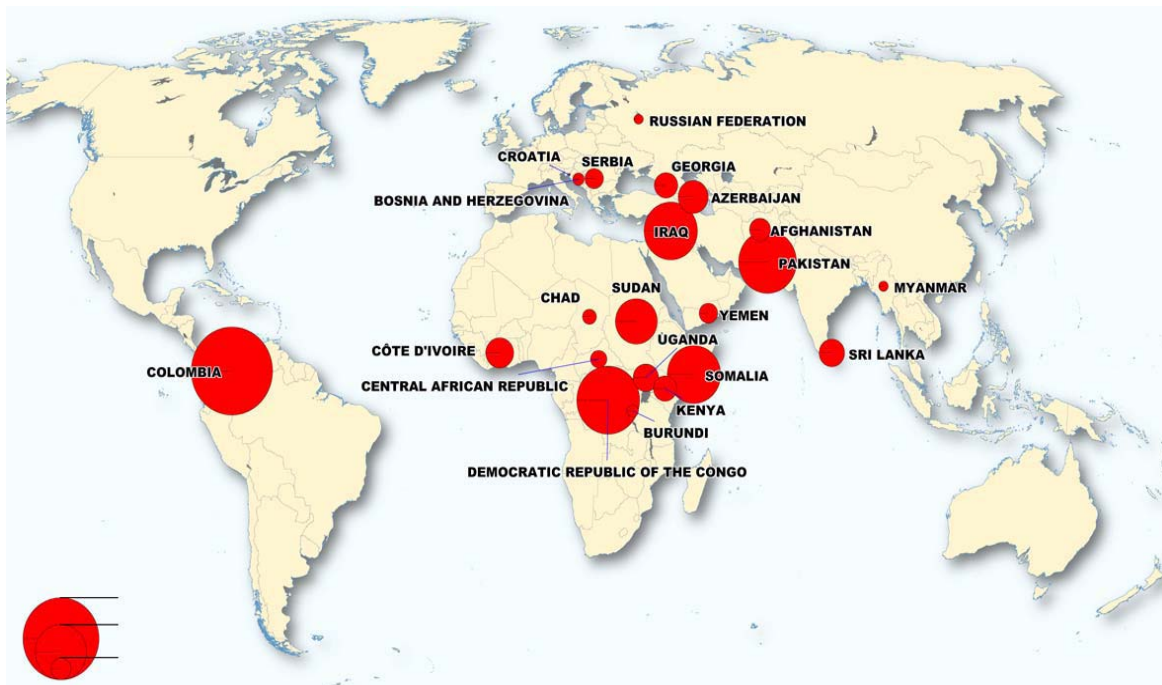 RUSSIAN FEDERATION
CROATIA
SERBIA
GEORGIA
BOSNIA AND HERZEGOVINA
AZERBAIJAN
IRAQ
AFGHANISTAN
PAKISTAN
MYANMAR
CHAD
SUDAN
YEMEN
UGANDA
CÔTE D'IVOIRE
SRI LANKA
COLOMBIA
CENTRAL AFRICAN REPUBLIC
SOMALIA
KENYA
BURUNDI
DEMOCRATIC REPUBLIC OF THE CONGO